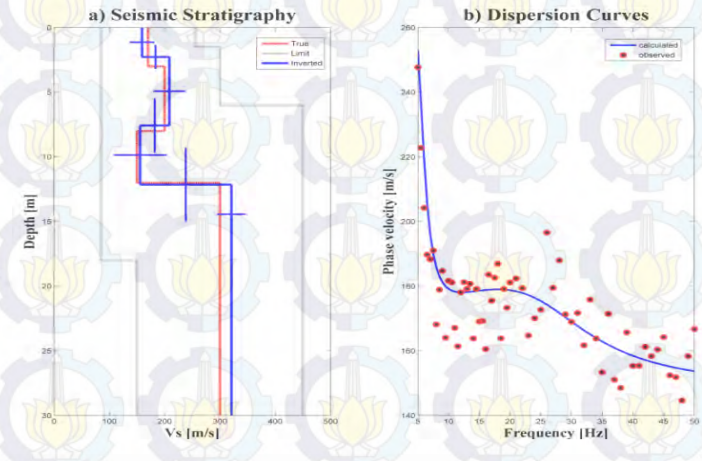 a) Seismic Stratigraphy
True
Limit
Inverted
0
5
10
15
20
25
30
Depth [m]
0 100 200 300 400 500
Vs [m/s]
b) Dispersion Curves
calculated
observed
260
260
240
220
200
180
160
140
Phase velocity [m/s]
5 10 15 20 25 30 35 40 45 50
Frequency [Hz]